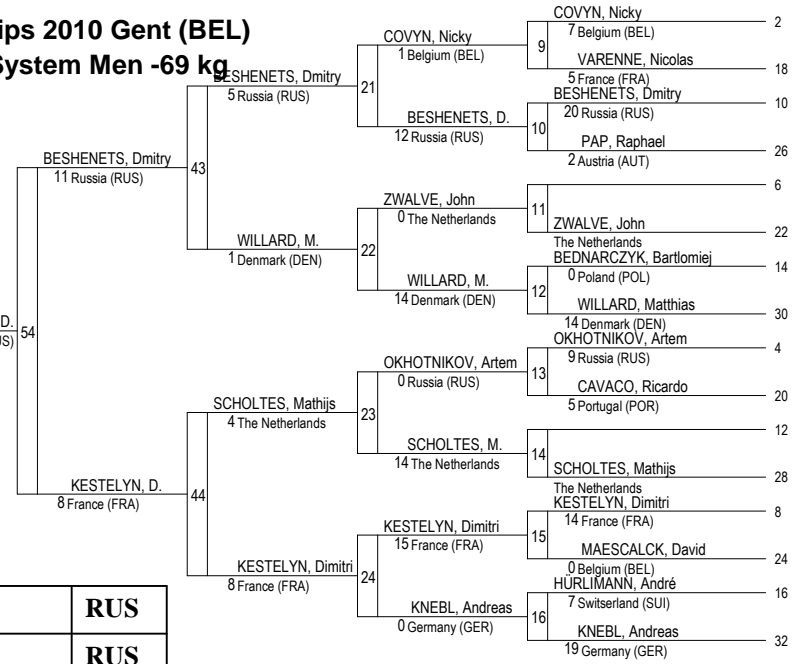 ips 2010 Gent (BEL)
System Men -69 kg
COVYN, Nicky
7 Belgium (BEL)
2
9
VARENNE, Nicolas
5 France (FRA)
18
COVYN, Nicky
1 Belgium (BEL)
21
BESHENETS, D.
12 Russia (RUS)
BESHENETS, Dmitry
20 Russia (RUS)
10
10
PAP, Raphael
2 Austria (AUT)
26
BESHENETS, Dmitry
5 Russia (RUS)
43
WILLARD, M.
1 Denmark (DEN)
BESHENETS, Dmitry
11 Russia (RUS)
6
11
ZWALVE, John
The Netherlands
22
ZWALVE, John
0 The Netherlands
22
WILLARD, M.
14 Denmark (DEN)
BEDNARCZYK, Bartlomiej
0 Poland (POL)
14
12
WILLARD, Matthias
14 Denmark (DEN)
30
D.
US)
54
OKHOTNIKOV, Artem
9 Russia (RUS)
4
13
CAVACO, Ricardo
5 Portugal (POR)
20
OKHOTNIKOV, Artem
0 Russia (RUS)
23
SCHOLTES, M.
14 The Netherlands
12
14
SCHOLTES, Mathijs
The Netherlands
28
SCHOLTES, Mathijs
4 The Netherlands
44
KESTELYN, Dimitri
8 France (FRA)
KESTELYN, D.
8 France (FRA)
KESTELYN, Dimitri
14 France (FRA)
8
15
MAESCALCK, David
0 Belgium (BEL)
24
KESTELYN, Dimitri
15 France (FRA)
24
KNEBL, Andreas
0 Germany (GER)
HÜRLIMANN, André
7 Switserland (SUI)
16
16
KNEBL, Andreas
19 Germany (GER)
32
RUS
RUS